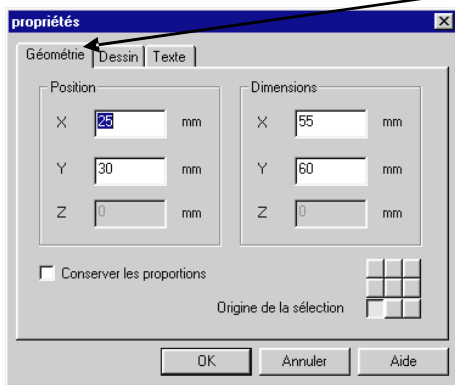 propriétés
Géométrie Dessin Texte
Position Dimensions
X 25 mm X 55 mm
Y 30 mm Y 60 mm
Z 0 mm Z 0 mm
Conserver les proportions
Origine de la sélection
OK Annuler Aide